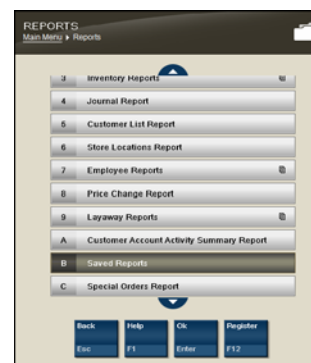 REPORTS
Main Menu ▸ Reports
3 Inventory Reports
4 Journal Report
5 Customer List Report
6 Store Locations Report
7 Employee Reports
8 Price Change Report
9 Layaway Reports
A Customer Account Activity Summary Report
B Saved Reports
C Special Orders Report
Back Help Ok Register
Esc F1 Enter F12